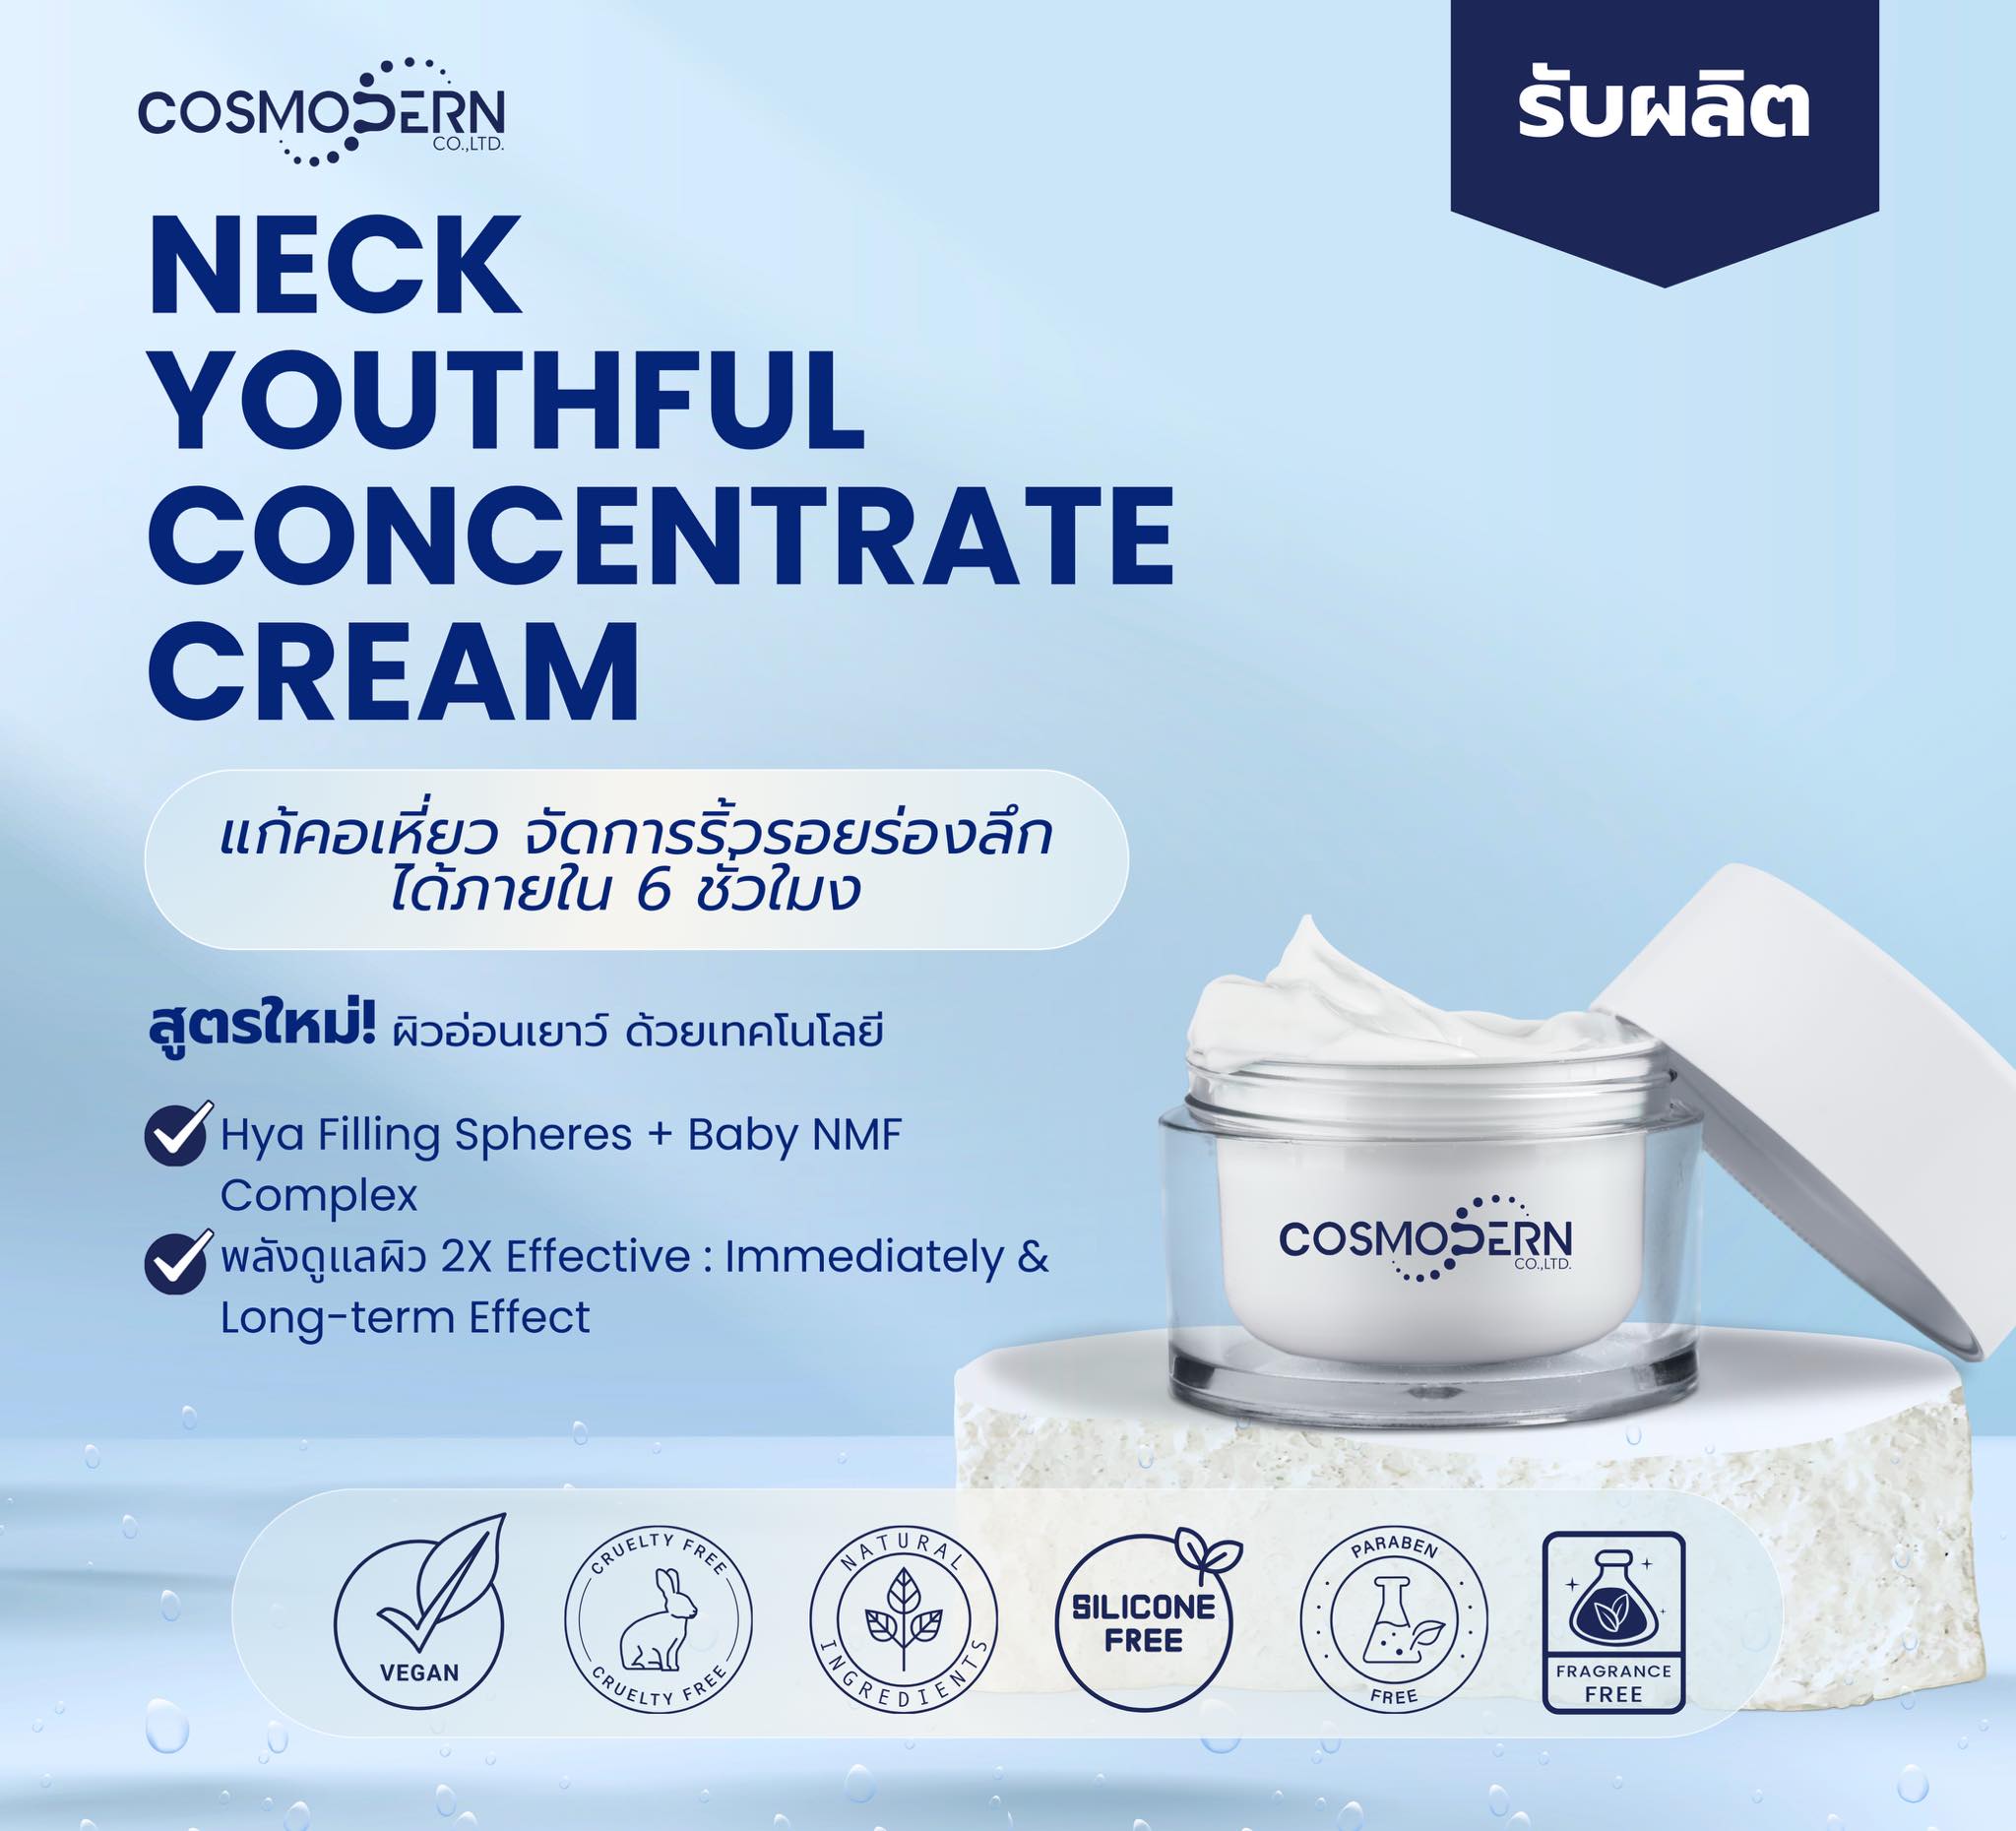 COSMODERN
CO.,LTD.
รับผลิต
NECK
YOUTHFUL
CONCENTRATE
CREAM
แก้คอเหี่ยว จัดการริ้วรอยร่องลึก
ได้ภายใน 6 ชั่วใมง
สูตรใหม่! ผิวอ่อนเยาว์ ด้วยเทคโนโลยี
Hya Filling Spheres + Baby NMF
Complex
พลังดูแลผิว 2X Effective : Immediately &
Long-term Effect
COSMODERN
CO.,LTD.
VEGAN
CRUELTY FREE
CRUELTY FREE
NATURAL
INGREDIENTS
SILICONE
FREE
PARABEN
FREE
FRAGRANCE
FREE